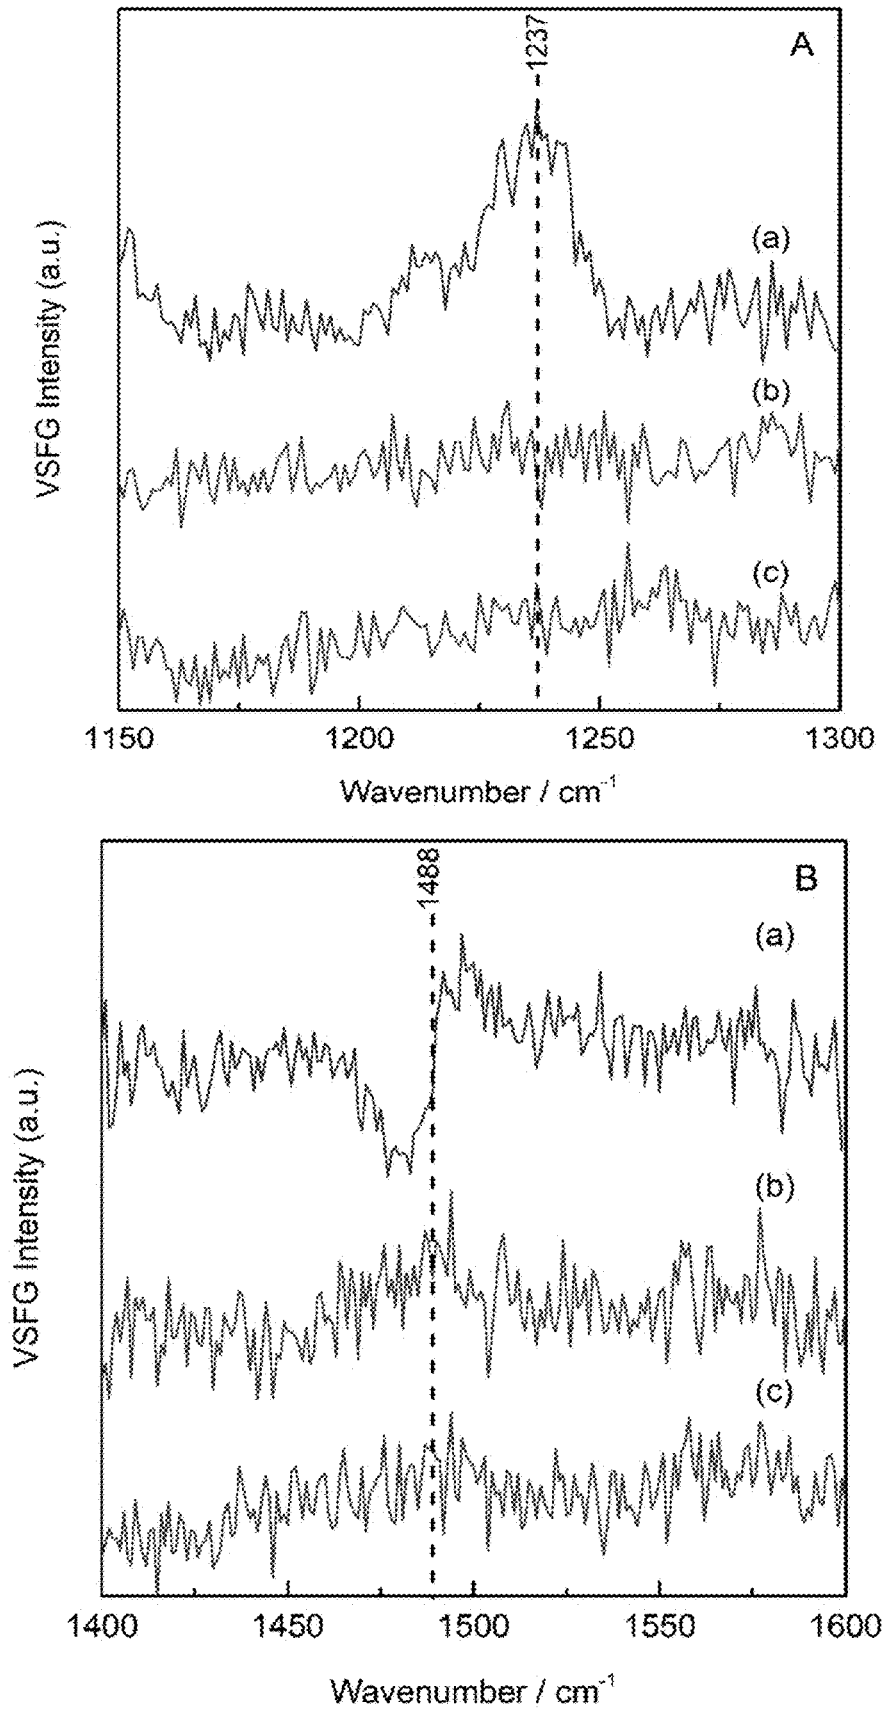 1237
A
(a)
(b)
(c)
VSFG Intensity (a.u.)
1150 1200 1250 1300
Wavenumber / cm⁻¹
1488
B
(a)
(b)
(c)
VSFG Intensity (a.u.)
1400 1450 1500 1550 1600
Wavenumber / cm⁻¹